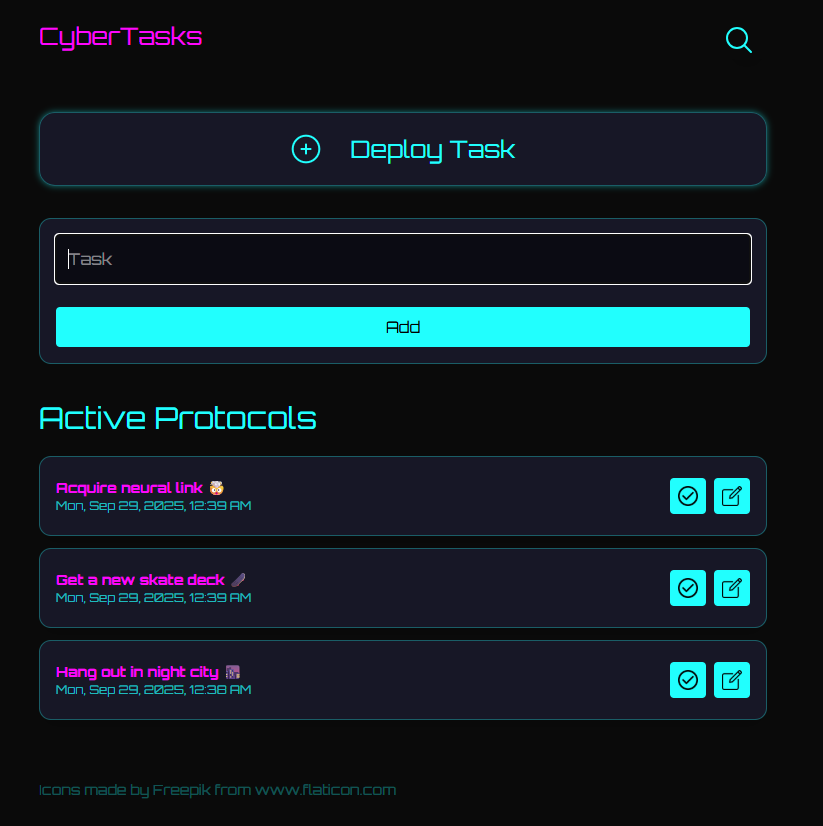 CyberTasks
Deploy Task
Task
Add
Active Protocols
Acquire neural link 🤯
Mon, Sep 29, 2025, 12:39 AM
Get a new skate deck 🛹
Mon, Sep 29, 2025, 12:39 AM
Hang out in night city 🌆
Mon, Sep 29, 2025, 12:38 AM
Icons made by Freepik from www.flaticon.com